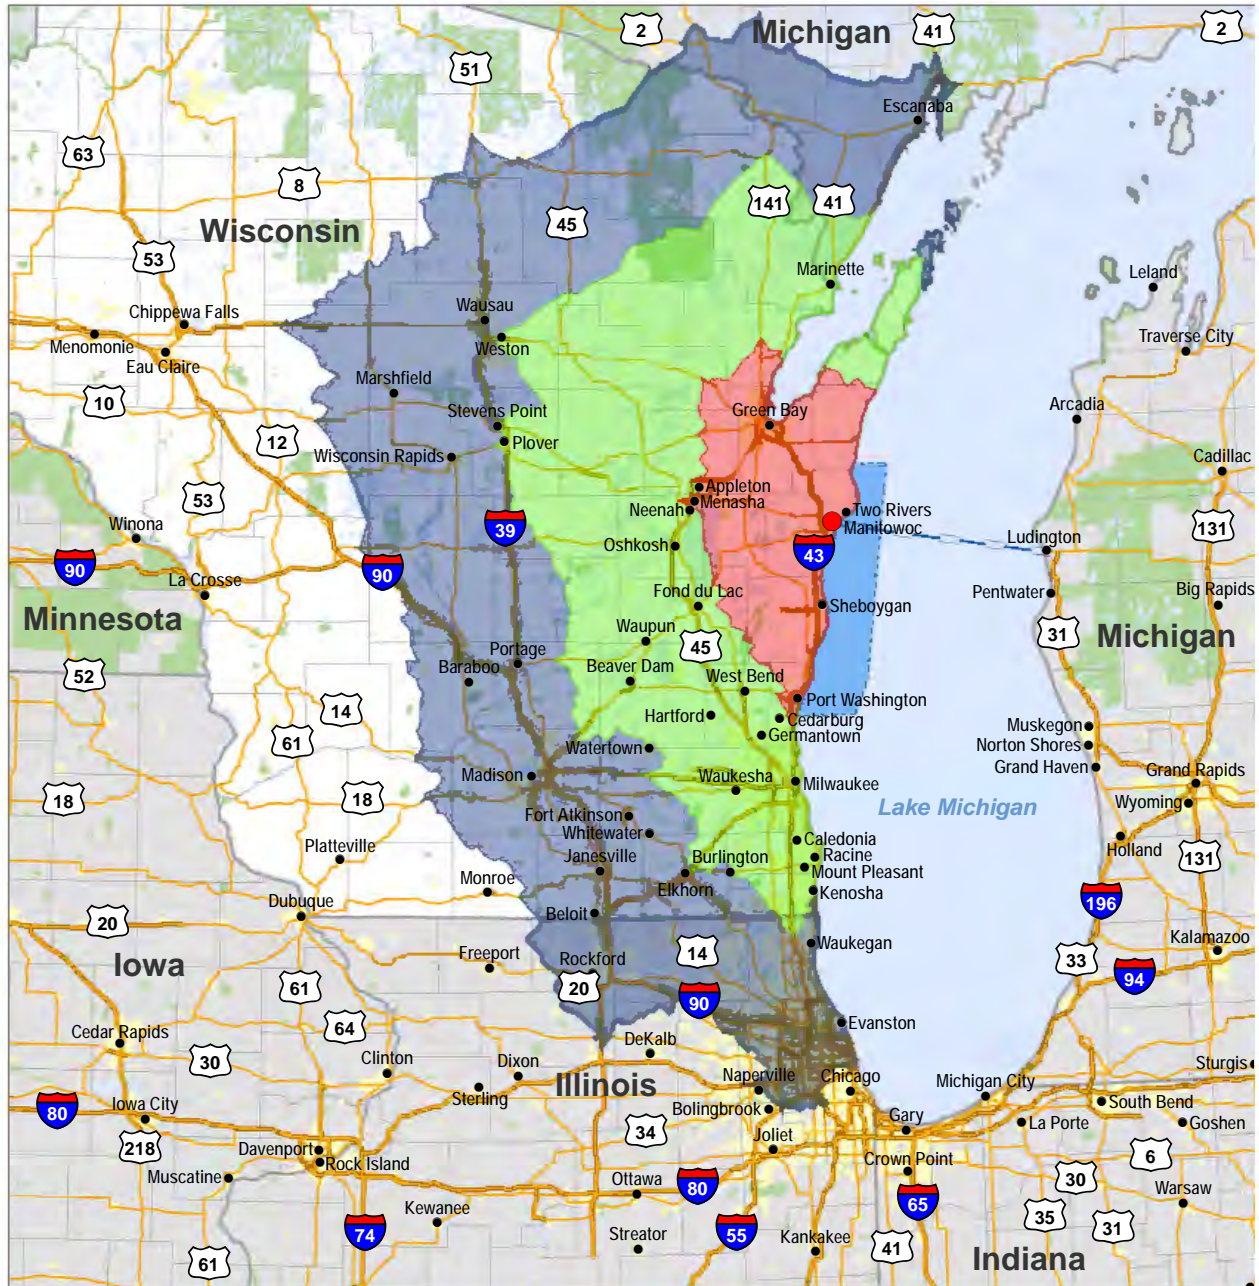 Michigan
2
41
2
51
Escanaba
63
8
141
41
45
Wisconsin
53
Marinette
Leland
Wausau
Chippewa Falls
Menomonie
Weston
Traverse City
Eau Claire
Marshfield
10
Stevens Point
Green Bay
Arcadia
12
Plover
Wisconsin Rapids
Cadillac
53
Appleton
Menasha
Neenah
Two Rivers
Winona
39
Manitowoc
131
Ludington
Oshkosh
43
90
90
La Crosse
Fond du Lac
Sheboygan
Pentwater
Big Rapids
Minnesota
Waupun
31
Michigan
45
Portage
Baraboo
Beaver Dam
52
West Bend
14
Port Washington
Hartford
Cedarburg
Muskegon
61
Germantown
Norton Shores
Watertown
Grand Haven
Madison
Waukesha
Milwaukee
Grand Rapids
18
18
Lake Michigan
Wyoming
Fort Atkinson
Whitewater
Caledonia
Platteville
Janesville
Burlington
Racine
Holland
131
Mount Pleasant
Monroe
Elkhorn
Kenosha
Dubuque
196
20
Beloit
Waukegan
Kalamazoo
Freeport
14
Iowa
Rockford
33
94
61
20
90
Evanston
Cedar Rapids
64
DeKalb
30
Clinton
Dixon
Sturgis
Illinois
Naperville
Chicago
Michigan City
Sterling
80
Iowa City
Bolingbrook
South Bend
Gary
La Porte
Goshen
34
Joliet
218
Davenport
Rock Island
Crown Point
6
Muscatine
Ottawa
80
30
65
Warsaw
Kewanee
35
31
74
Streator
55
Kankakee
41
61
Indiana